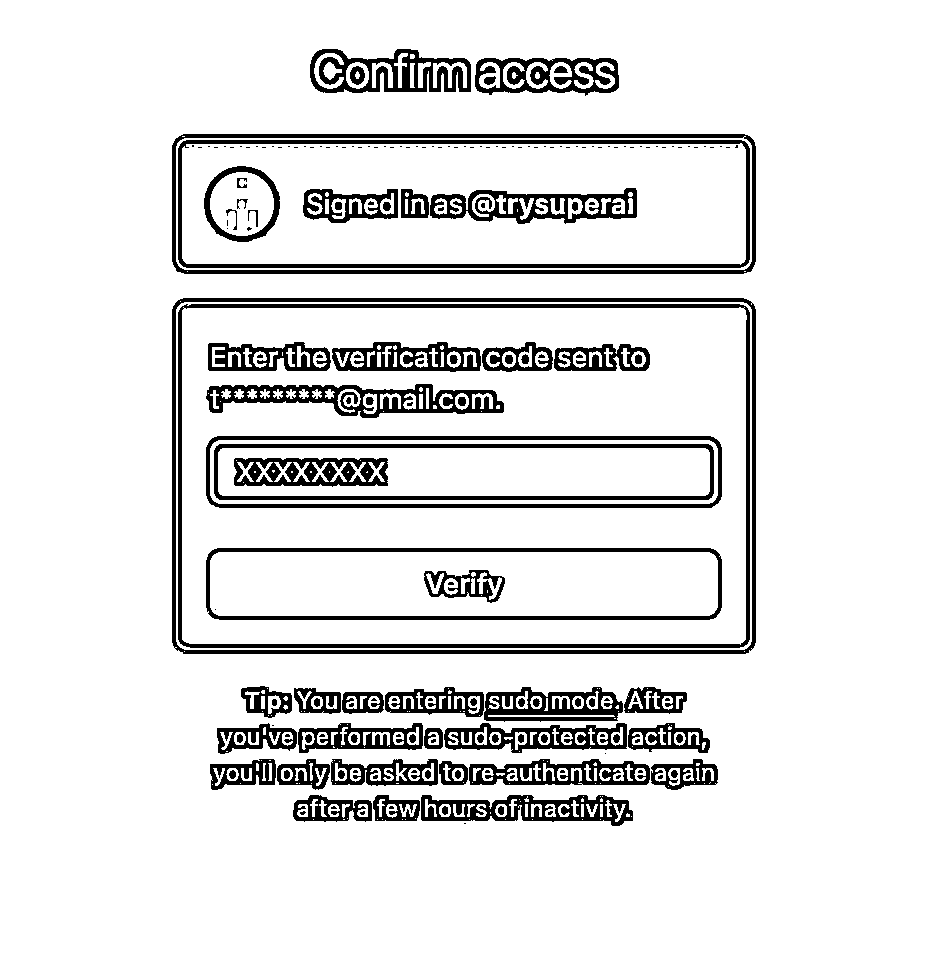 Confirm access
Signed in as @trysuperai
Enter the verification code sent to
t*********@gmail.com.
XXXXXXXX
Verify
Tip: You are entering sudo mode. After
you've performed a sudo-protected action,
you'll only be asked to re-authenticate again
after a few hours of inactivity.